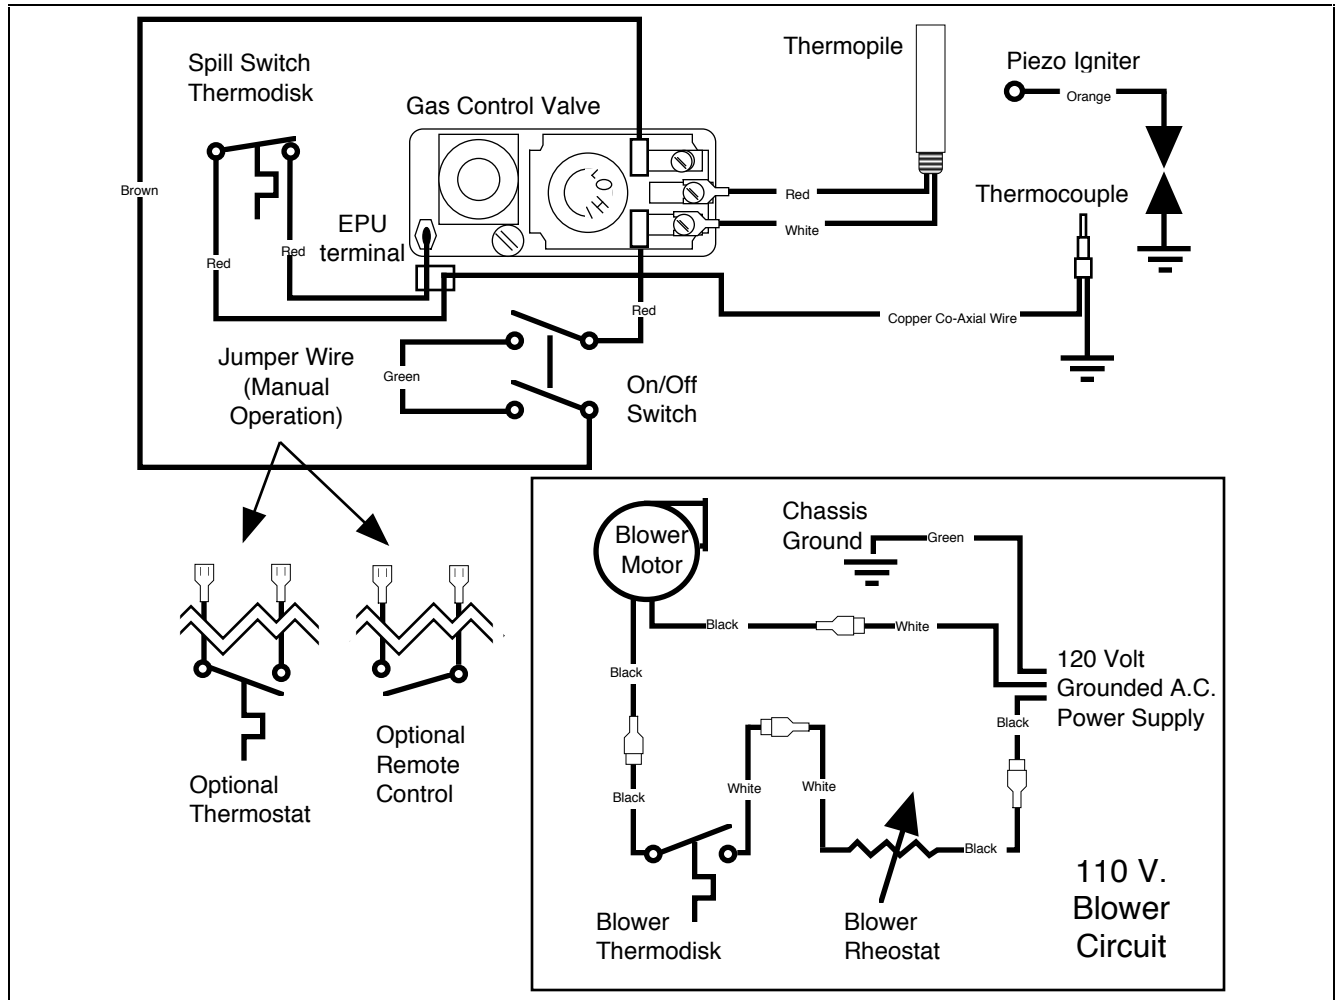 Spill Switch
Thermodisk
Gas Control Valve
Thermopile
Piezo Igniter
Orange
Brown
EPU
terminal
LO
HI
Red
White
Thermocouple
Red
Red
Red
Copper Co-Axial Wire
Jumper Wire
(Manual
Operation)
Green
On/Off
Switch
Optional
Thermostat
Optional
Remote
Control
Blower
Motor
Chassis
Ground
Green
Black
White
Black
120 Volt
Grounded A.C.
Power Supply
Black
Black
White
White
Black
Blower
Thermodisk
Blower
Rheostat
110 V.
Blower
Circuit